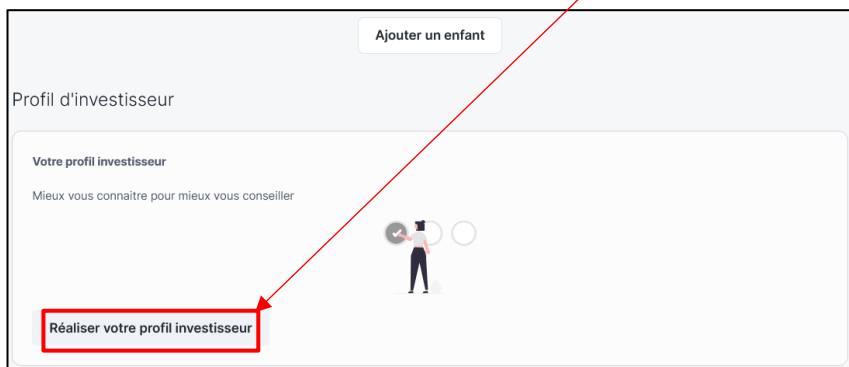 Ajouter un enfant
Profil d'investisseur
Votre profil investisseur
Mieux vous connaitre pour mieux vous conseiller
Réaliser votre profil investisseur